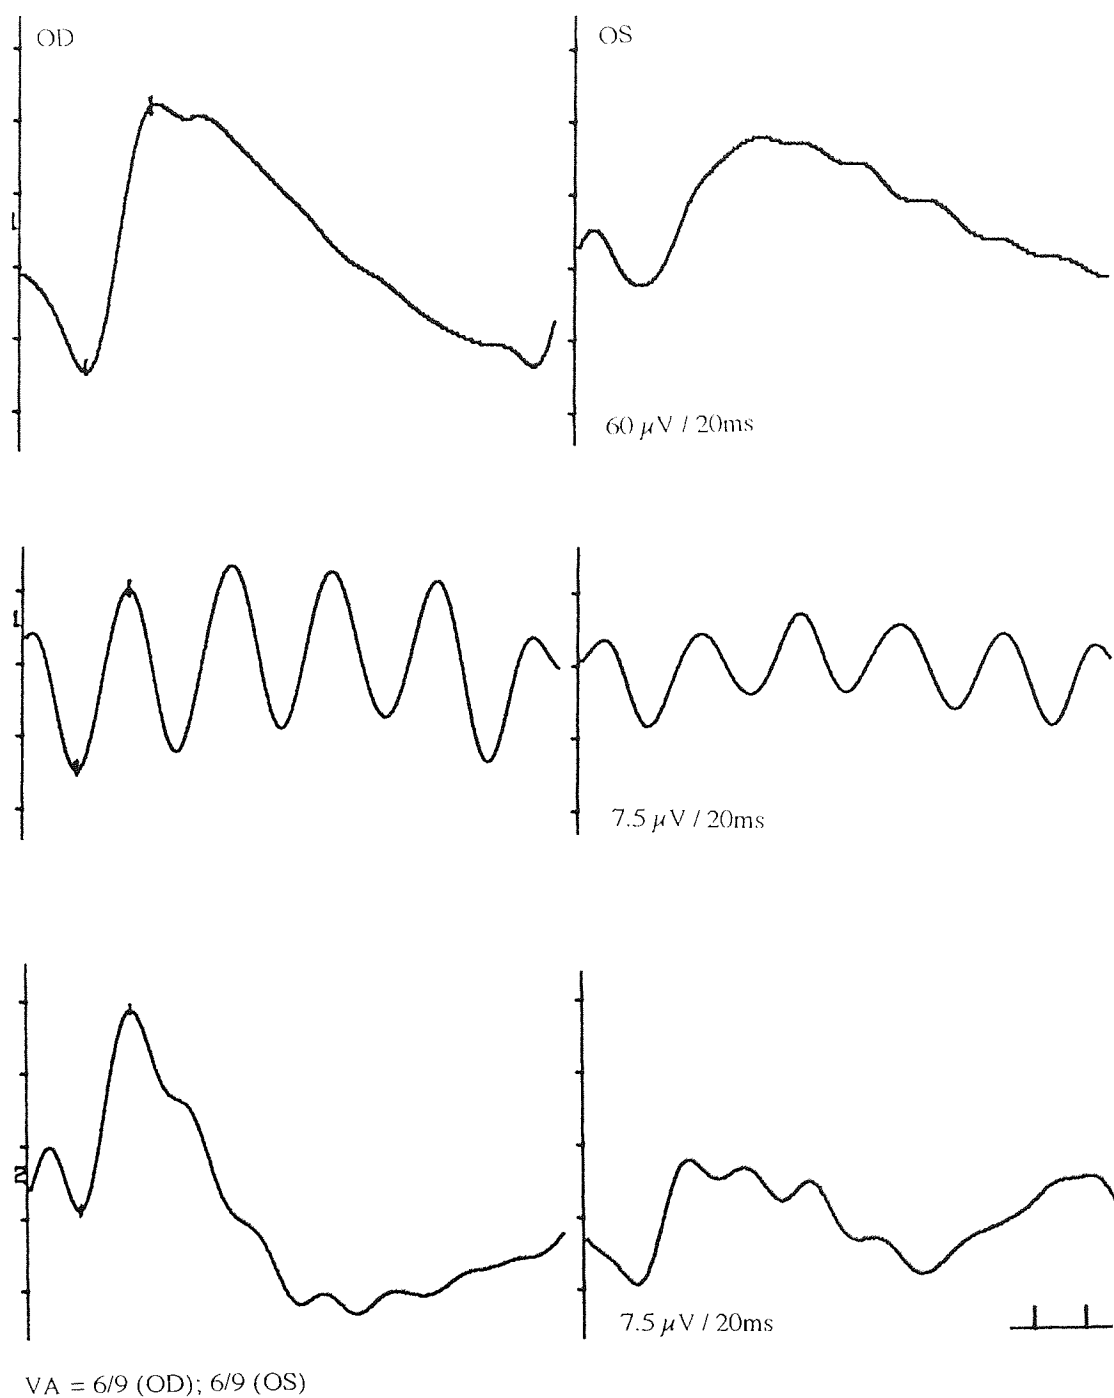 OD
OS
60 μV / 20ms
7.5 μV / 20ms
7.5 μV / 20ms
VA = 6/9 (OD); 6/9 (OS)